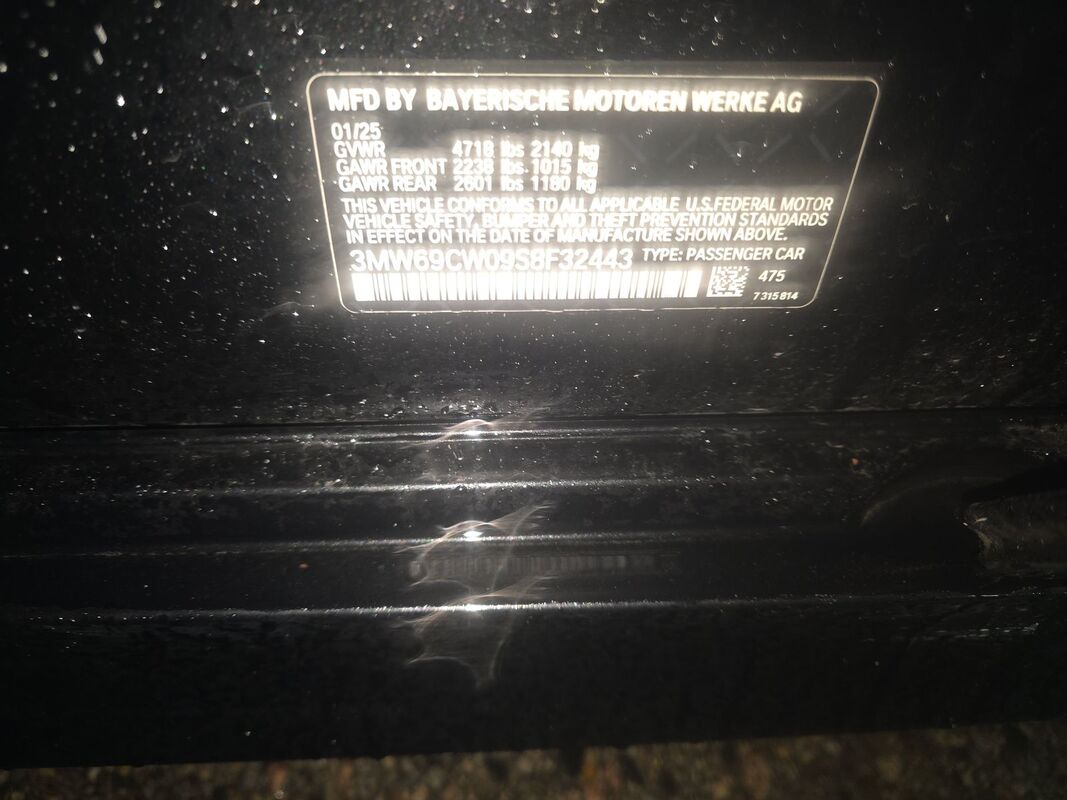 MFD BY BAYERISCHE MOTOREN WERKE AG
01/25
GVWR 4718 lbs 2140 kg
GAWR FRONT 2238 lbs. 1015 kg
GAWR REAR 2601 lbs 1180 kg
THIS VEHICLE CONFORMS TO ALL APPLICABLE U.S.FEDERAL MOTOR
VEHICLE SAFETY, BUMPER AND THEFT PREVENTION STANDARDS
IN EFFECT ON THE DATE OF MANUFACTURE SHOWN ABOVE.
3MW69CW09S8F32443 TYPE: PASSENGER CAR
475
7 315 814